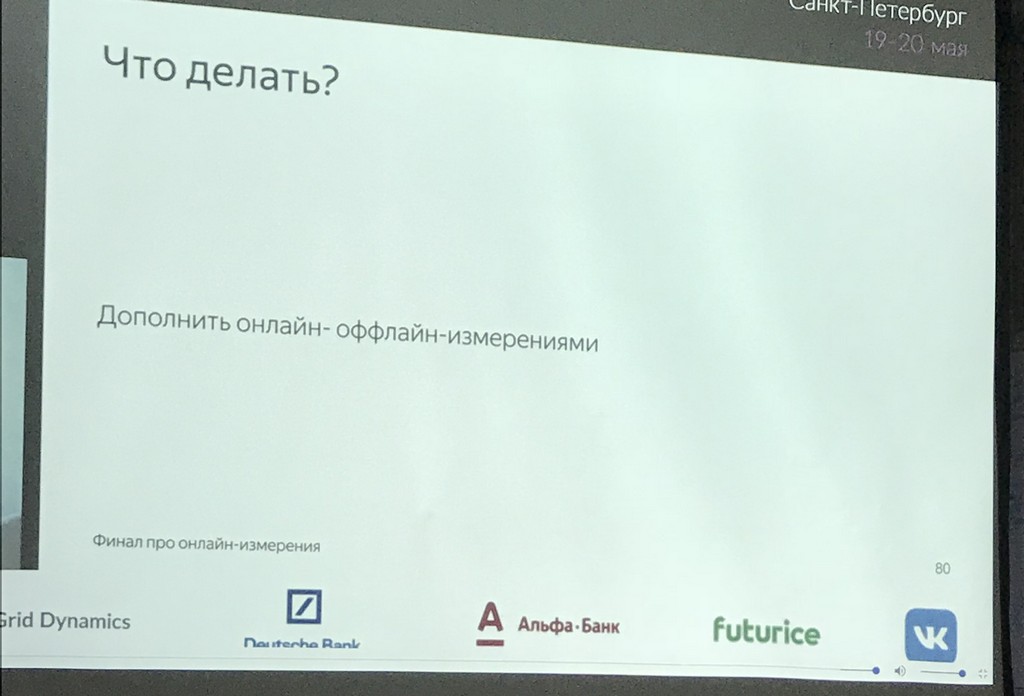 Санкт-Петербург
19-20 мая
Что делать?
Дополнить онлайн- оффлайн-измерениями
Финал про онлайн-измерения
80
Grid Dynamics
Deutsche Bank
Альфа·Банк
futurice
VK